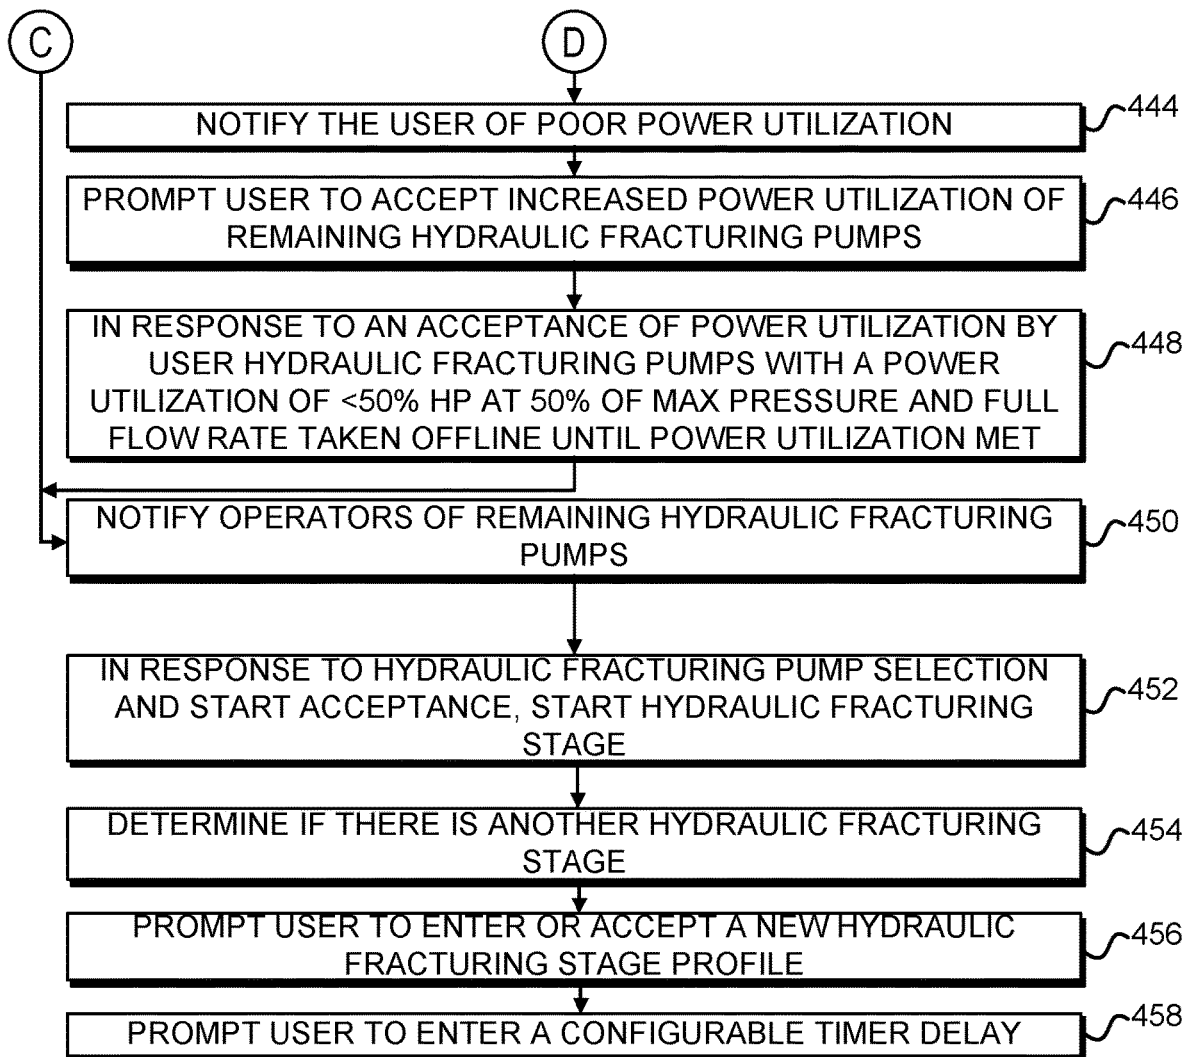 C
D
NOTIFY THE USER OF POOR POWER UTILIZATION
444
PROMPT USER TO ACCEPT INCREASED POWER UTILIZATION OF
REMAINING HYDRAULIC FRACTURING PUMPS
446
IN RESPONSE TO AN ACCEPTANCE OF POWER UTILIZATION BY
USER HYDRAULIC FRACTURING PUMPS WITH A POWER
UTILIZATION OF <50% HP AT 50% OF MAX PRESSURE AND FULL
FLOW RATE TAKEN OFFLINE UNTIL POWER UTILIZATION MET
448
NOTIFY OPERATORS OF REMAINING HYDRAULIC FRACTURING
PUMPS
450
IN RESPONSE TO HYDRAULIC FRACTURING PUMP SELECTION
AND START ACCEPTANCE, START HYDRAULIC FRACTURING
STAGE
452
DETERMINE IF THERE IS ANOTHER HYDRAULIC FRACTURING
STAGE
454
PROMPT USER TO ENTER OR ACCEPT A NEW HYDRAULIC
FRACTURING STAGE PROFILE
456
PROMPT USER TO ENTER A CONFIGURABLE TIMER DELAY
458